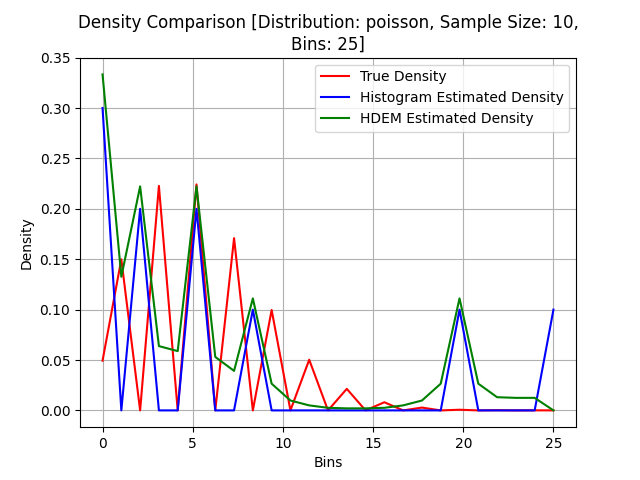 Density Comparison [Distribution: poisson, Sample Size: 10,
Bins: 25]
True Density
Histogram Estimated Density
HDEM Estimated Density
Density
0.35
0.30
0.25
0.20
0.15
0.10
0.05
0.00
0 5 10 15 20 25
Bins